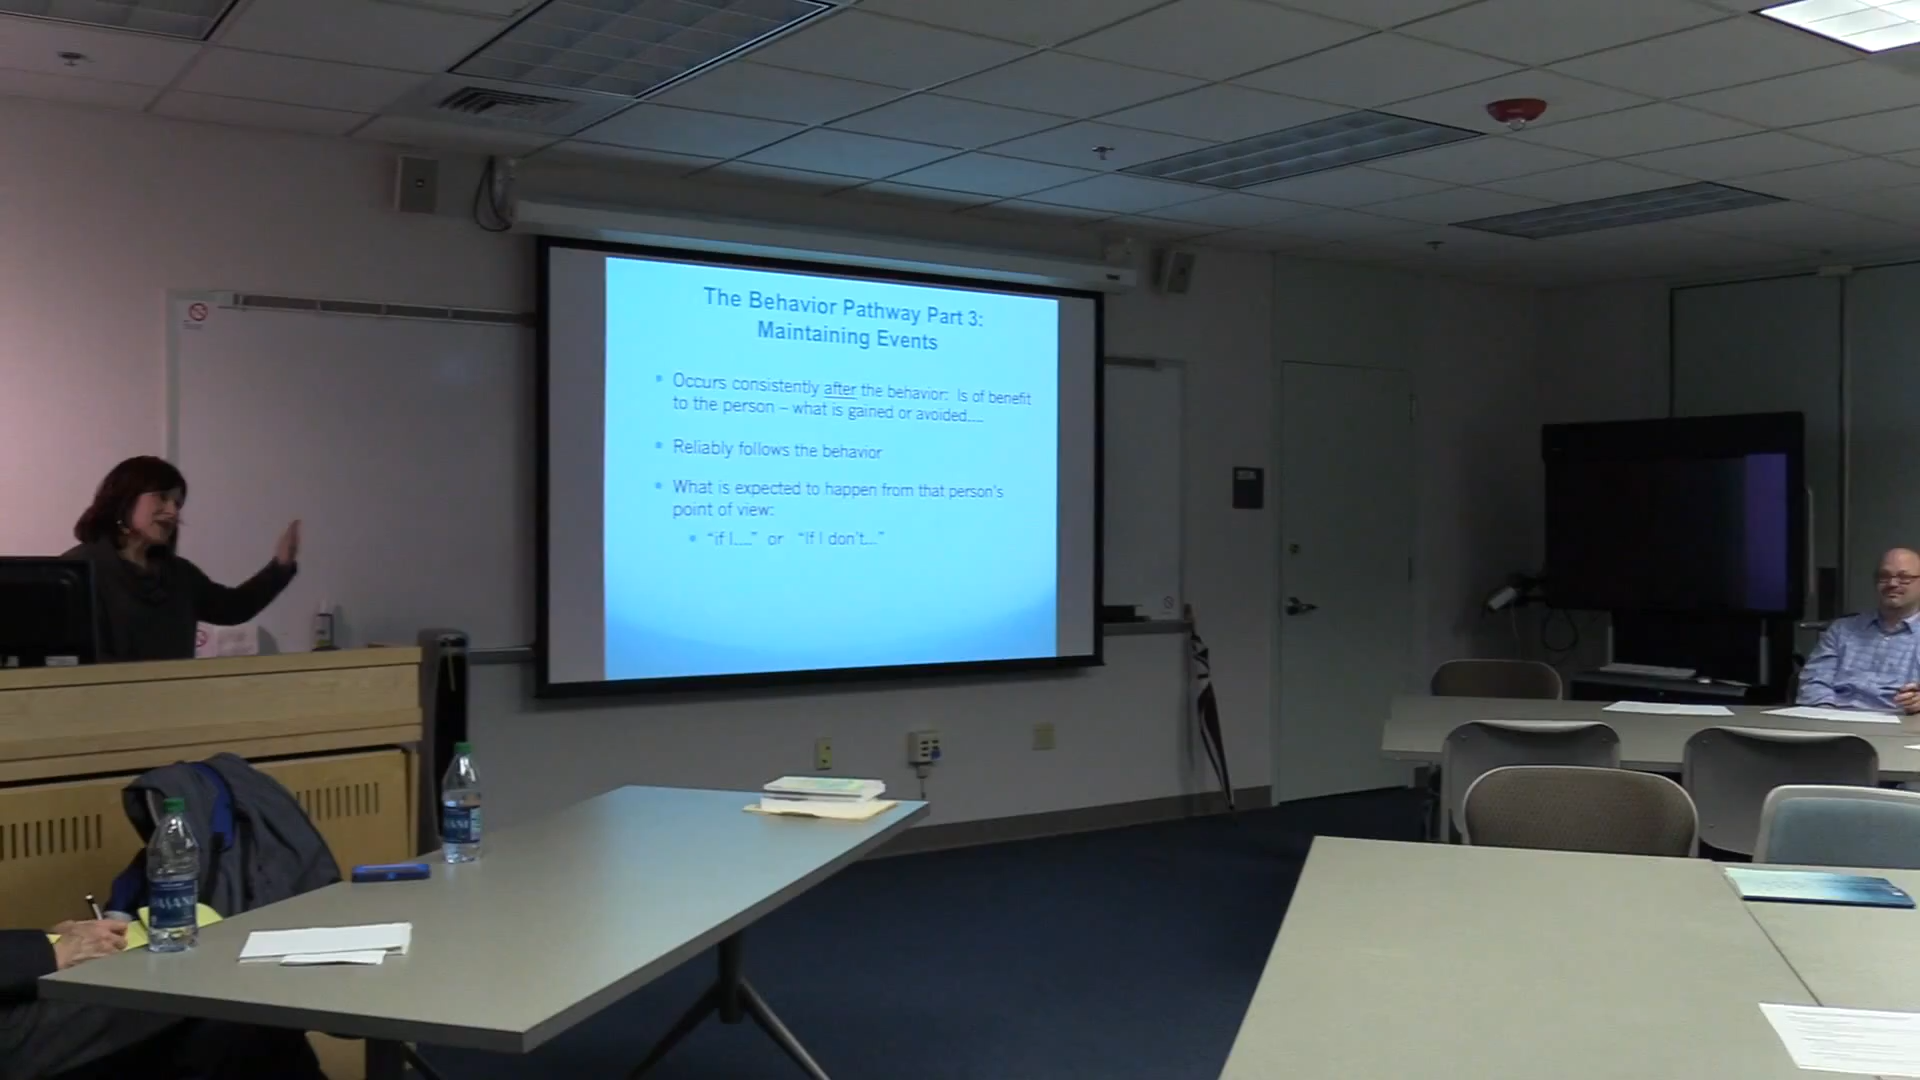 The Behavior Pathway Part 3:
Maintaining Events
Occurs consistently after the behavior: Is of benefit
to the person – what is gained or avoided....
Reliably follows the behavior
What is expected to happen from that person's
point of view:
"if I....." or "If I don't...."
DASANI